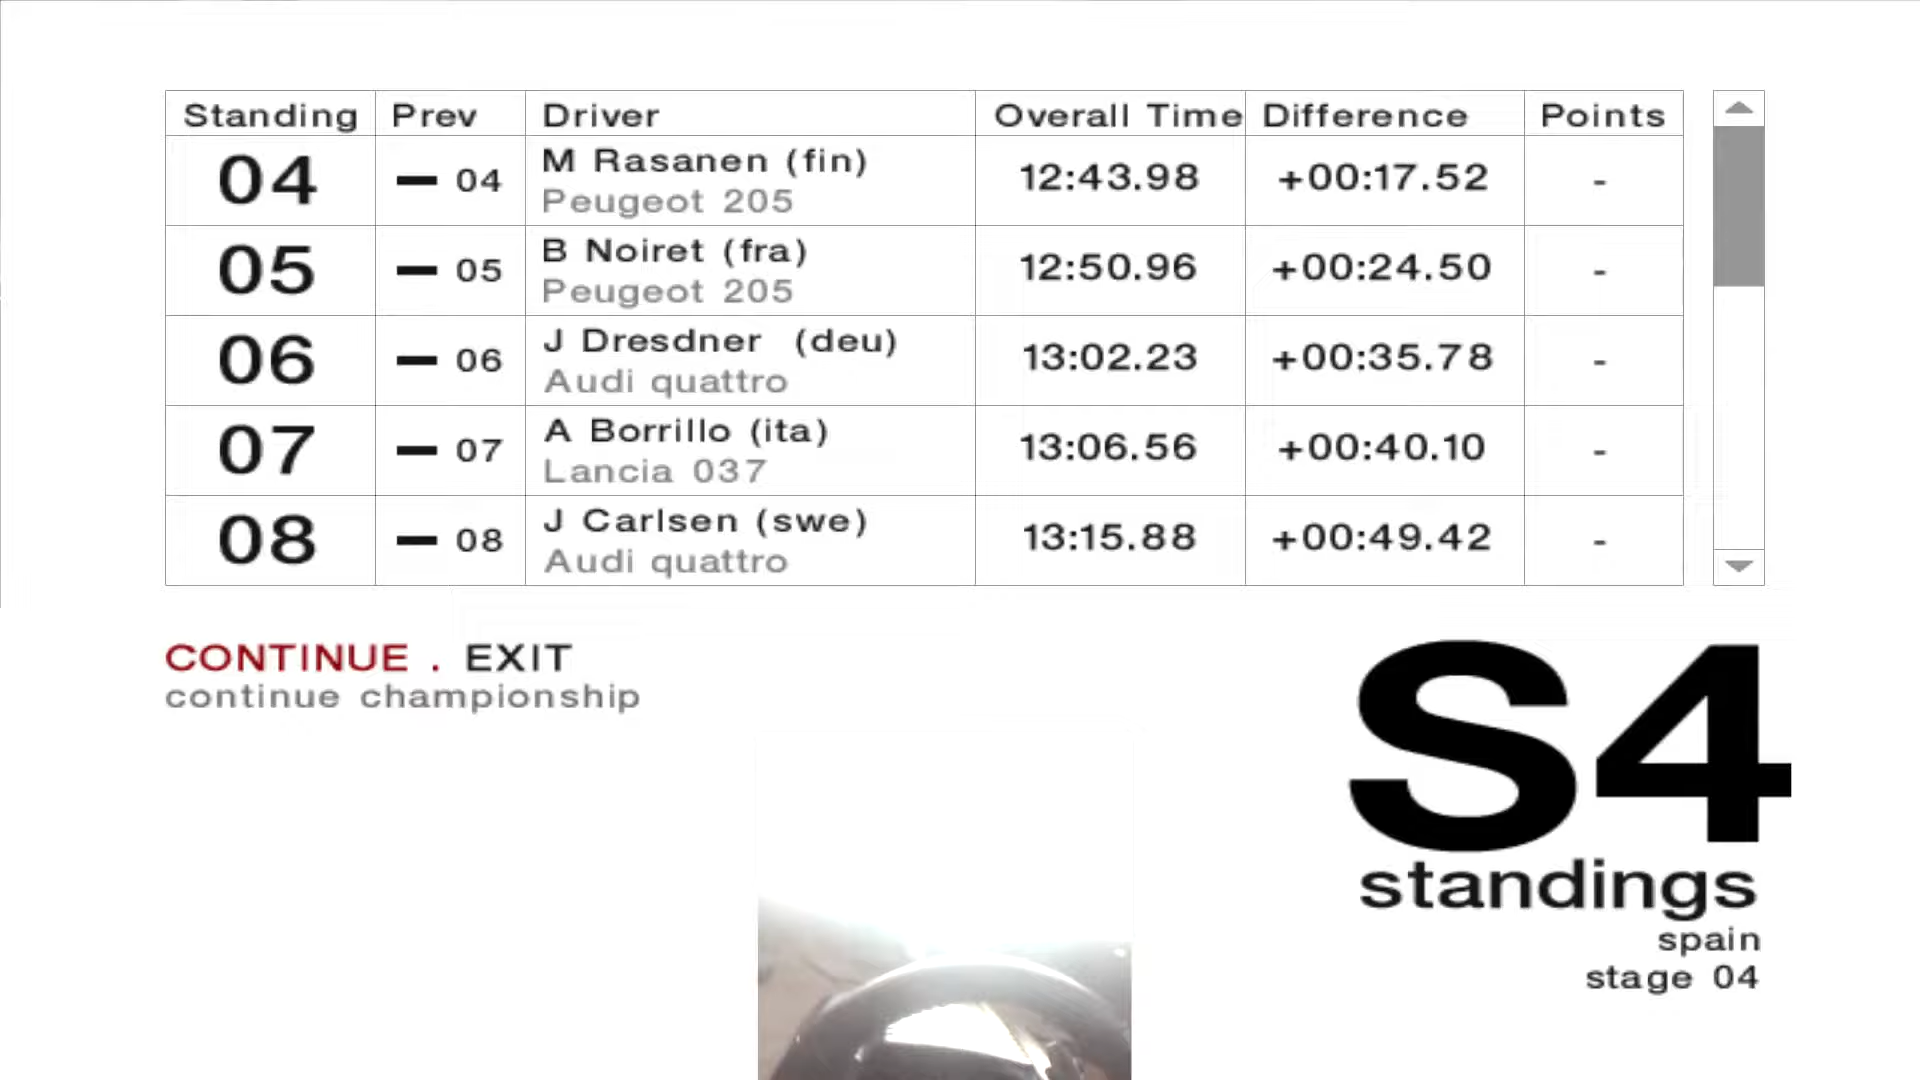 Standing Prev Driver Overall Time Difference Points
04 — 04 M Rasanen (fin) 12:43.98 +00:17.52 -
Peugeot 205
05 — 05 B Noiret (fra) 12:50.96 +00:24.50 -
Peugeot 205
06 — 06 J Dresdner (deu) 13:02.23 +00:35.78 -
Audi quattro
07 — 07 A Borrillo (ita) 13:06.56 +00:40.10 -
Lancia 037
08 — 08 J Carlsen (swe) 13:15.88 +00:49.42 -
Audi quattro
CONTINUE . EXIT
continue championship
S4
standings
spain
stage 04